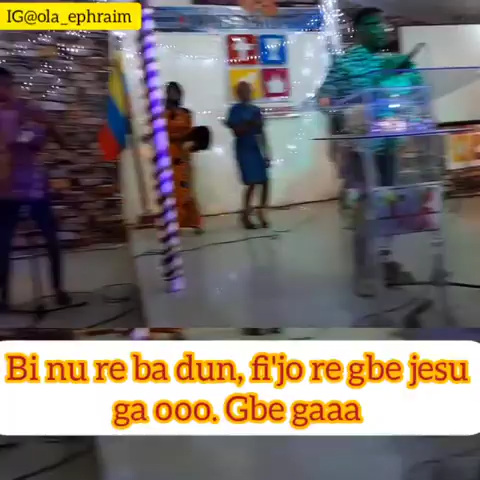 IG@ola_ephraim
Bi nu re ba dun, fi'jo re gbe jesu
ga ooo. Gbe gaaa